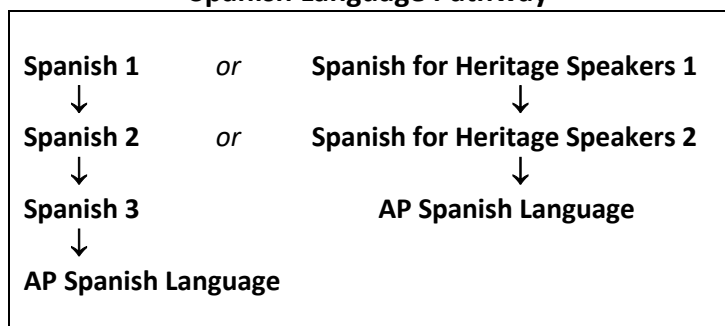 Spanish Language Pathway
Spanish 1 or Spanish for Heritage Speakers 1
↓ ↓
Spanish 2 or Spanish for Heritage Speakers 2
↓ ↓
Spanish 3 AP Spanish Language
↓
AP Spanish Language